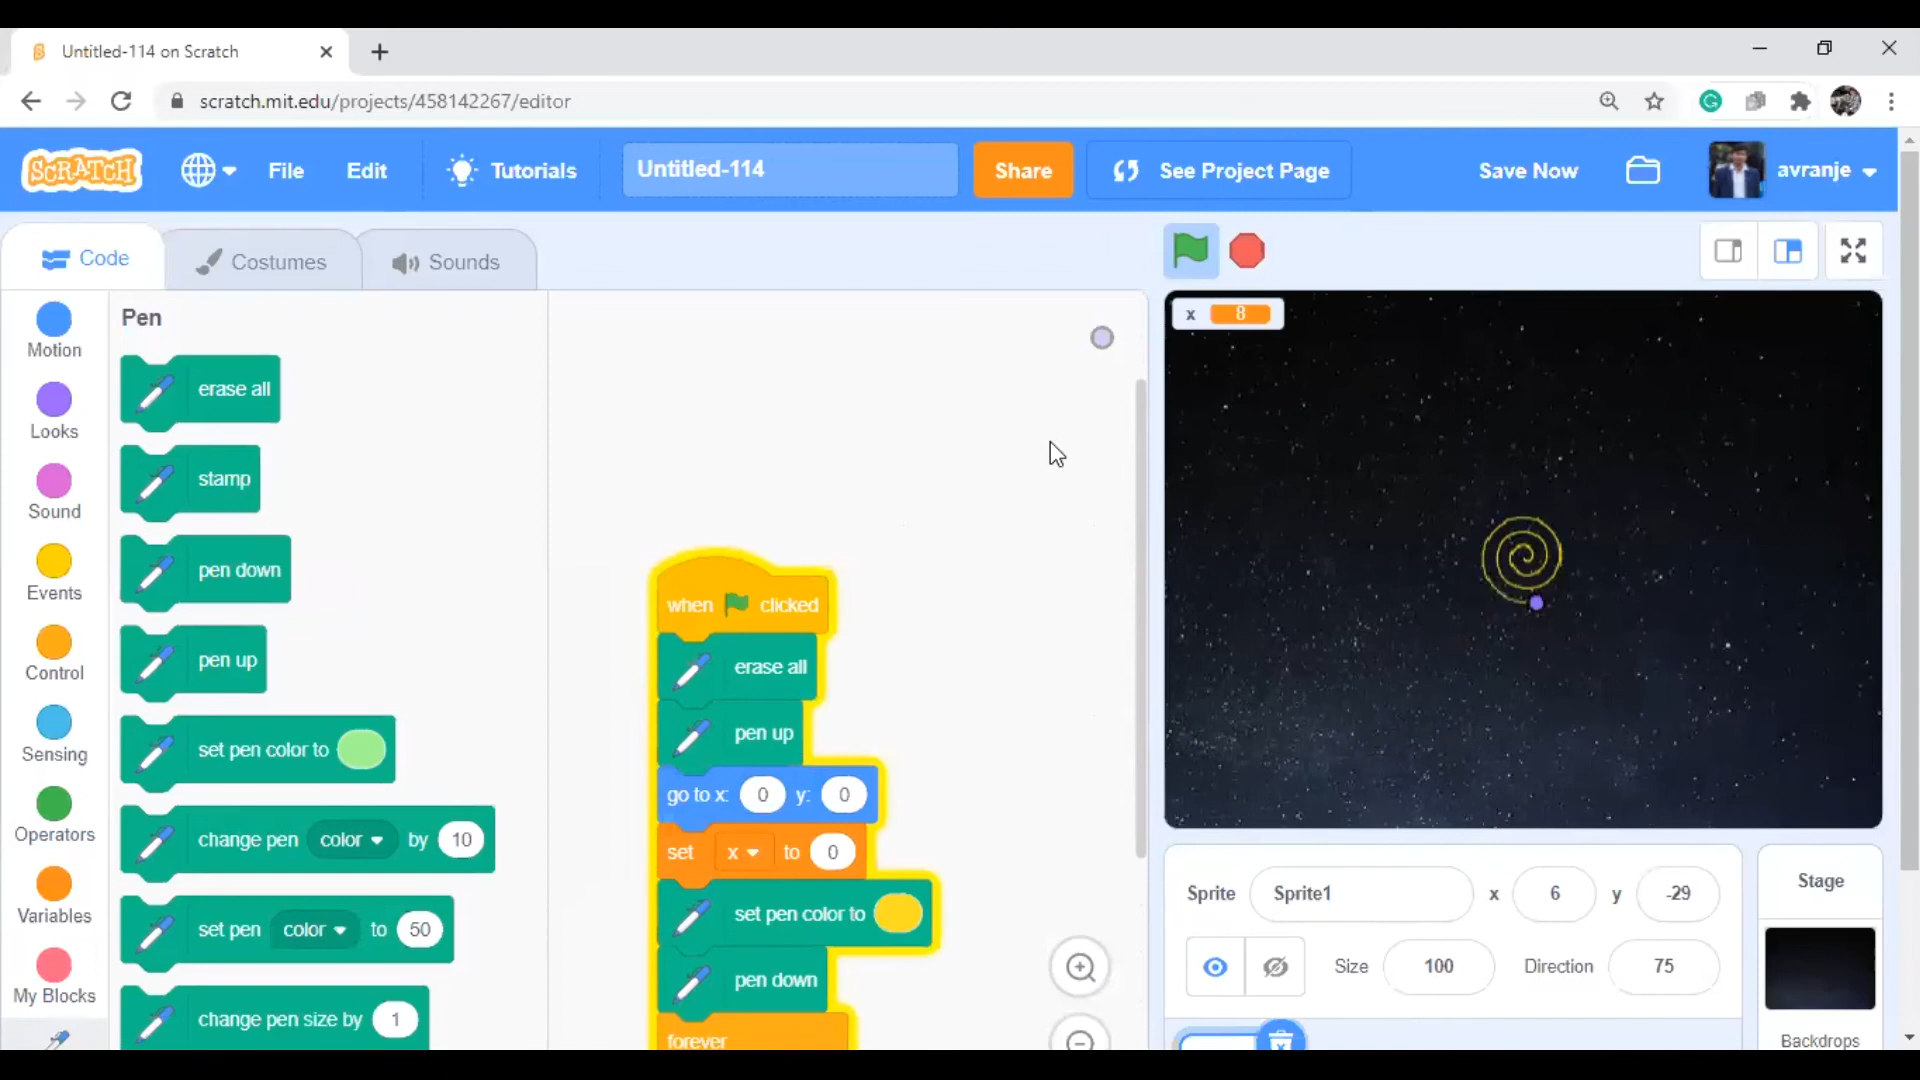 Untitled-114 on Scratch
scratch.mit.edu/projects/458142267/editor
SCRATCH
File
Edit
Tutorials
Untitled-114
Share
See Project Page
Save Now
avranje
Code
Costumes
Sounds
Motion
Looks
Sound
Events
Control
Sensing
Operators
Variables
My Blocks
Pen
erase all
stamp
pen down
pen up
set pen color to
change pen color by 10
set pen color to 50
change pen size by 1
when clicked
erase all
pen up
go to x: 0 y: 0
set x to 0
set pen color to
pen down
forever
x 8
Sprite Sprite1 x 6 y -29
Size 100 Direction 75
Stage
Backdrops